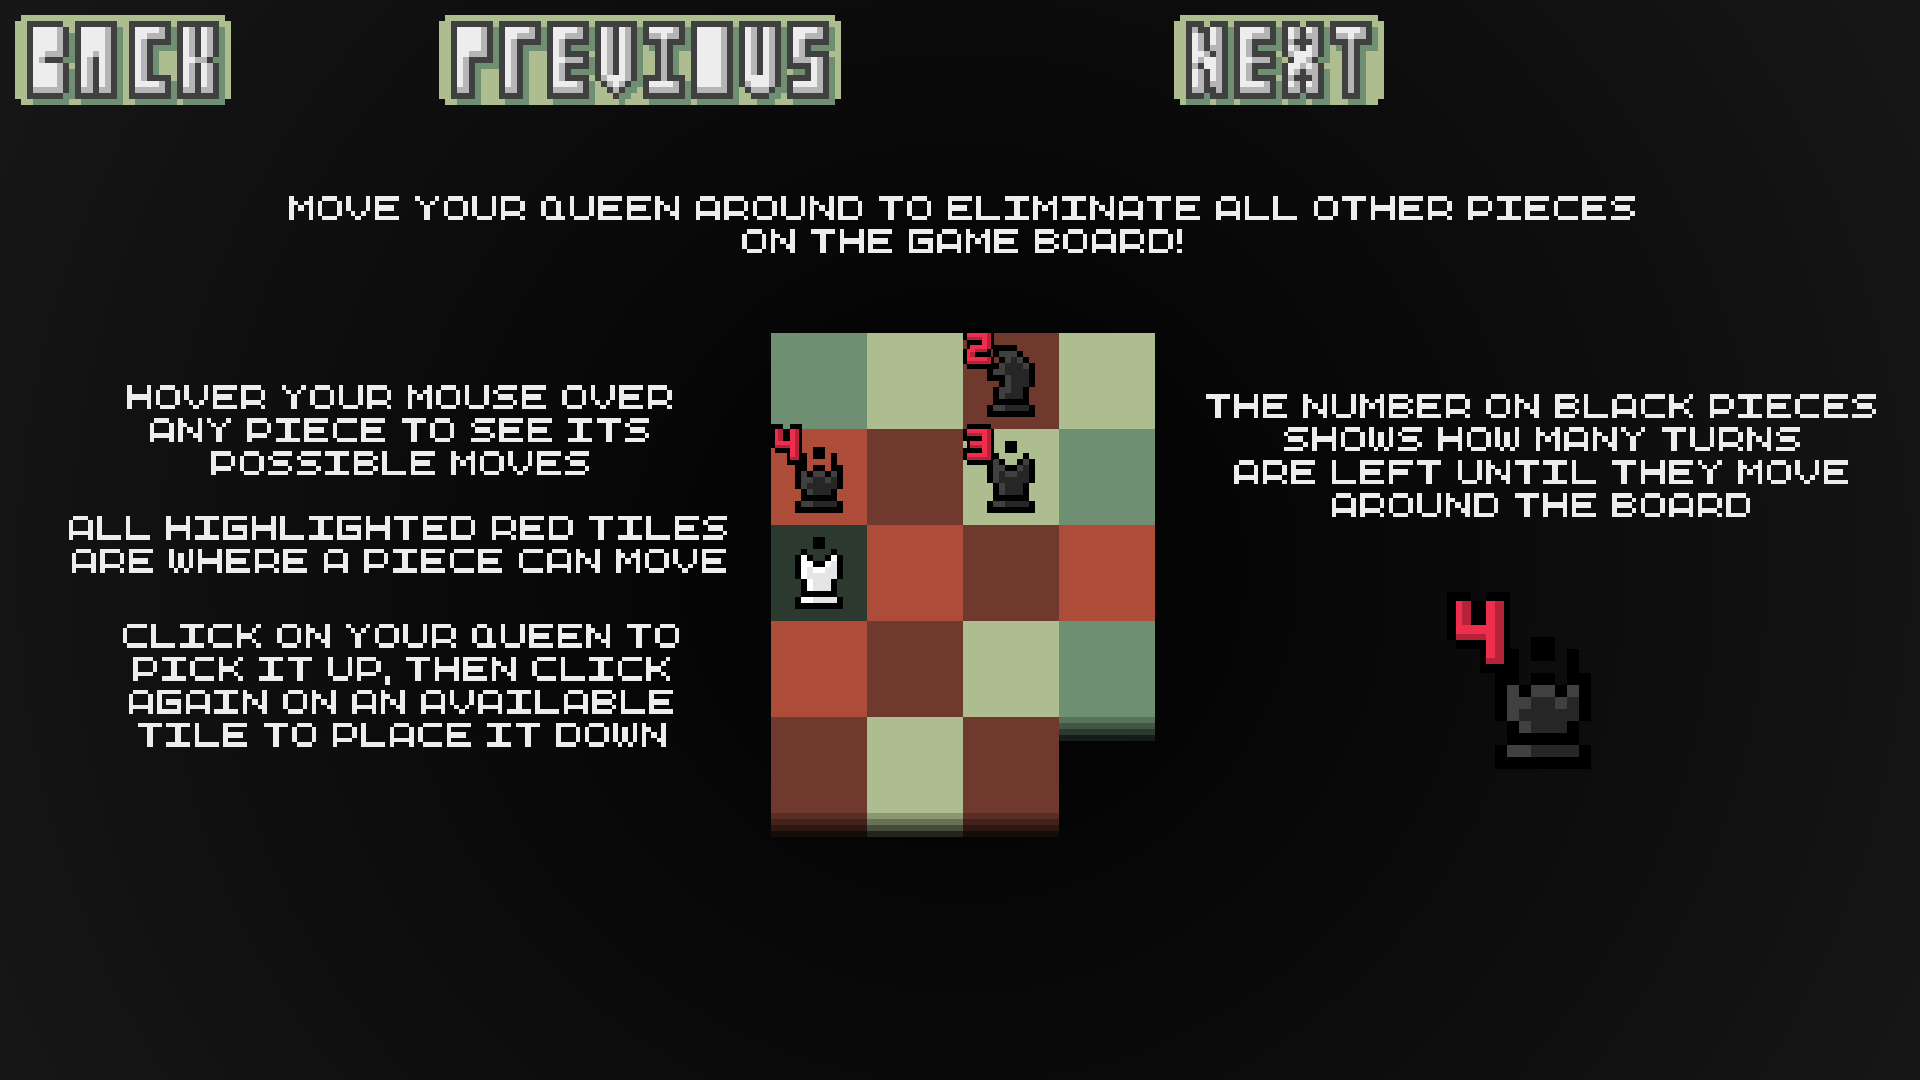 BACK
PREVIOUS
NEXT
MOVE YOUR QUEEN AROUND TO ELIMINATE ALL OTHER PIECES
ON THE GAME BOARD!
HOVER YOUR MOUSE OVER
ANY PIECE TO SEE ITS
POSSIBLE MOVES
ALL HIGHLIGHTED RED TILES
ARE WHERE A PIECE CAN MOVE
CLICK ON YOUR QUEEN TO
PICK IT UP, THEN CLICK
AGAIN ON AN AVAILABLE
TILE TO PLACE IT DOWN
2
4
3
THE NUMBER ON BLACK PIECES
SHOWS HOW MANY TURNS
ARE LEFT UNTIL THEY MOVE
AROUND THE BOARD
4